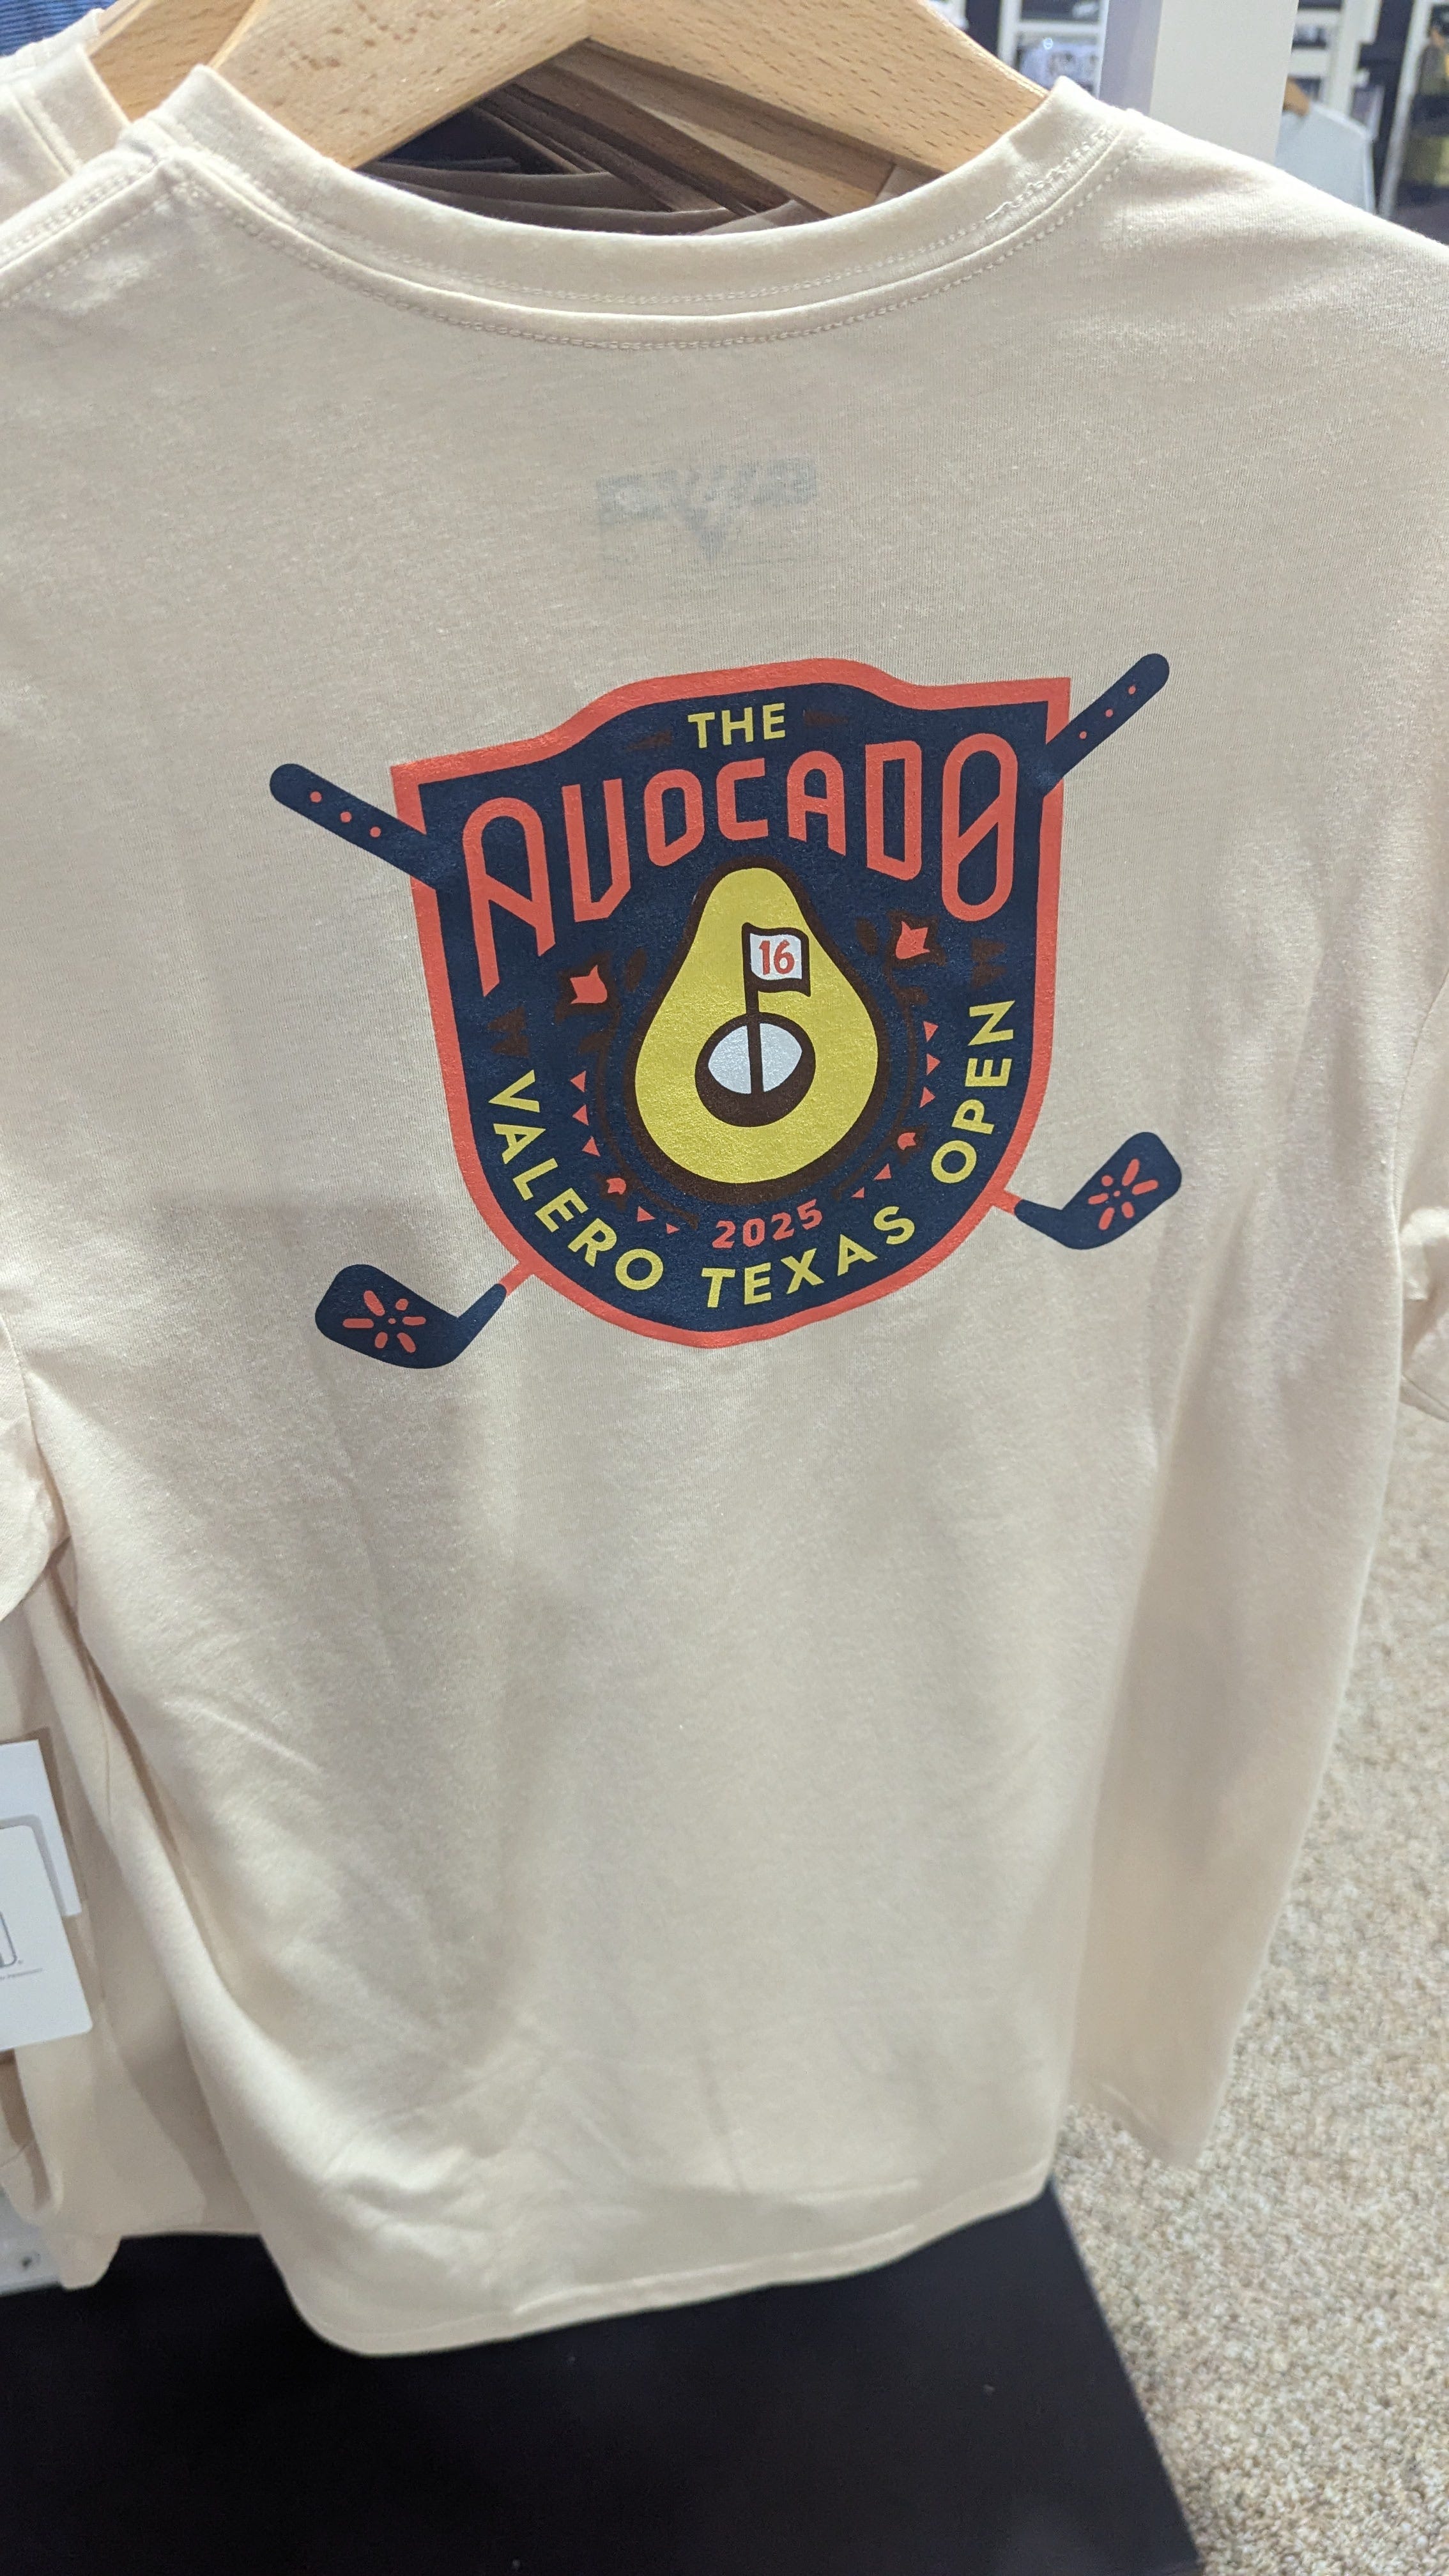 THE
AVOCADO
16
2025
VALERO TEXAS OPEN